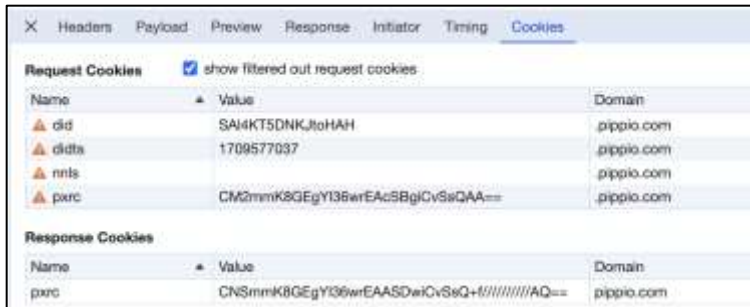 × Headers Payload Preview Response Initiator Timing Cookies
Request Cookies show filtered out request cookies
Name Value Domain
did SAI4KT5DNKJtoHAH .pippio.com
didts 1709577037 .pippio.com
nnls .pippio.com
pxrc CM2mmK8GEgYI36wrEAcSBgiCvSsQAA== .pippio.com
Response Cookies
Name Value Domain
pxrc pippio.com